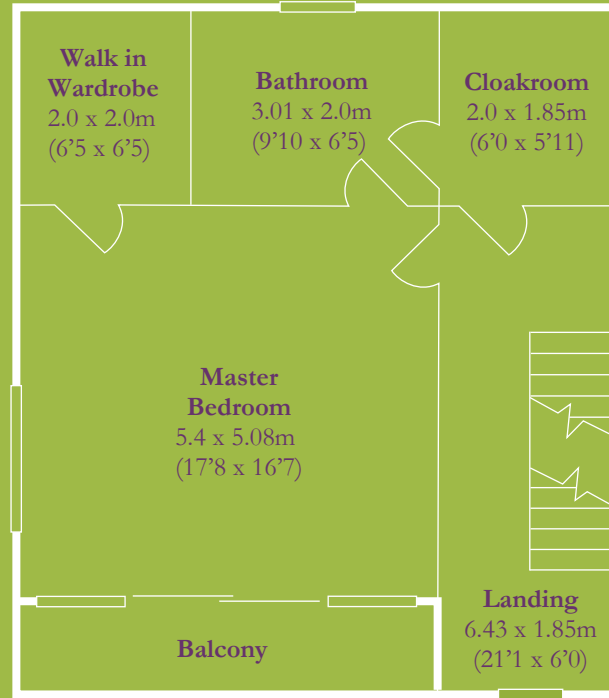 Walk in
Wardrobe
2.0 x 2.0m
(6'5 x 6'5)
Bathroom
3.01 x 2.0m
(9'10 x 6'5)
Cloakroom
2.0 x 1.85m
(6'0 x 5'11)
Master
Bedroom
5.4 x 5.08m
(17'8 x 16'7)
Landing
6.43 x 1.85m
(21'1 x 6'0)
Balcony